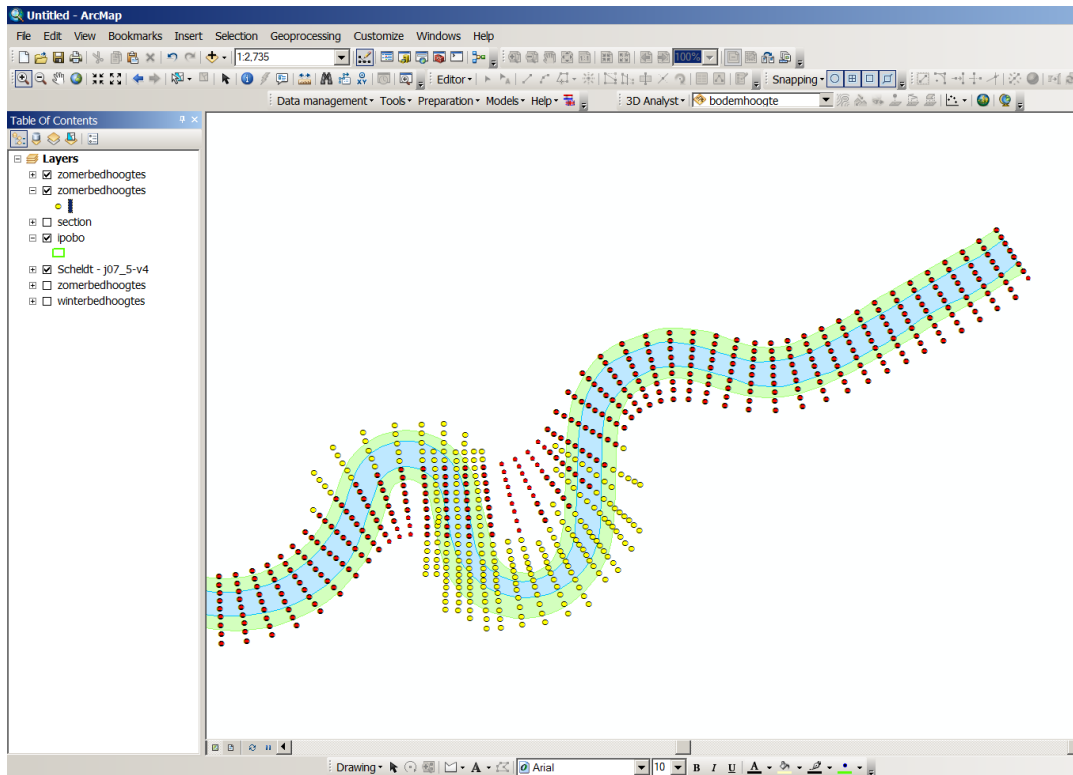 Untitled - ArcMap
File Edit View Bookmarks Insert Selection Geoprocessing Customize Windows Help
1:2,735 100%
Editor Snapping
Data management Tools Preparation Models Help 3D Analyst bodemhoogte
Table Of Contents
Layers
zomerbedhoogtes
zomerbedhoogtes
section
ipobo
Scheldt - j07_5-v4
zomerbedhoogtes
winterbedhoogtes
Drawing A Arial 10 B I U A